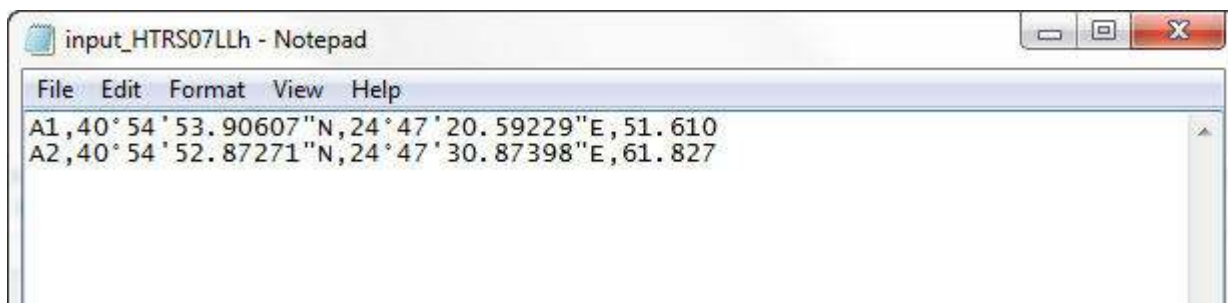 input_HTRS07LLh - Notepad
File Edit Format View Help
A1,40°54'53.90607"N,24°47'20.59229"E,51.610
A2,40°54'52.87271"N,24°47'30.87398"E,61.827